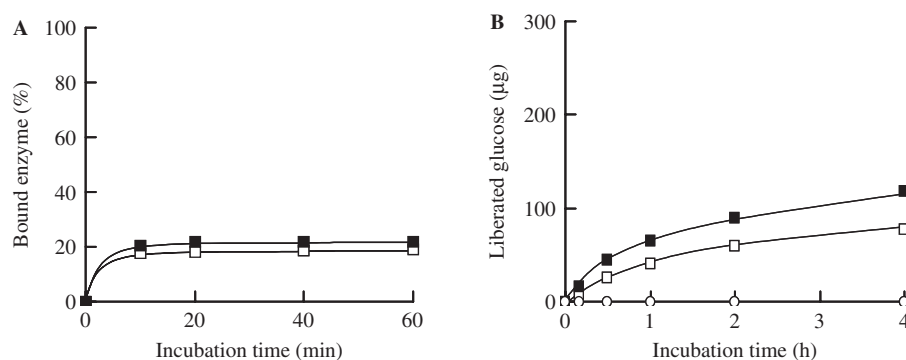 A
100
80
60
40
20
0
Bound enzyme (%)
0 20 40 60
Incubation time (min)
B
300
200
100
0
Liberated glucose (µg)
0 1 2 3 4
Incubation time (h)